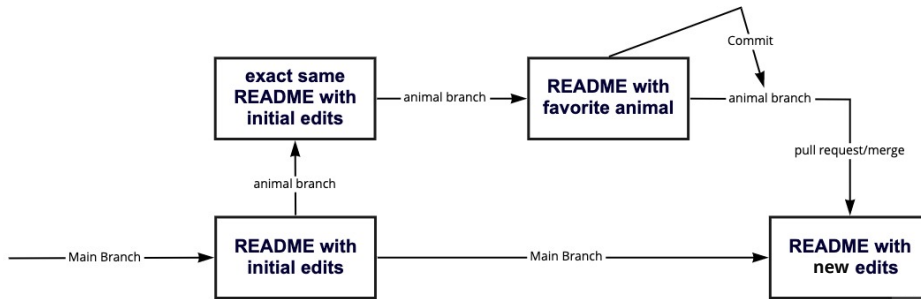 Commit
exact same
README with
initial edits
animal branch
README with
favorite animal
animal branch
pull request/merge
animal branch
Main Branch
README with
initial edits
Main Branch
README with
new edits